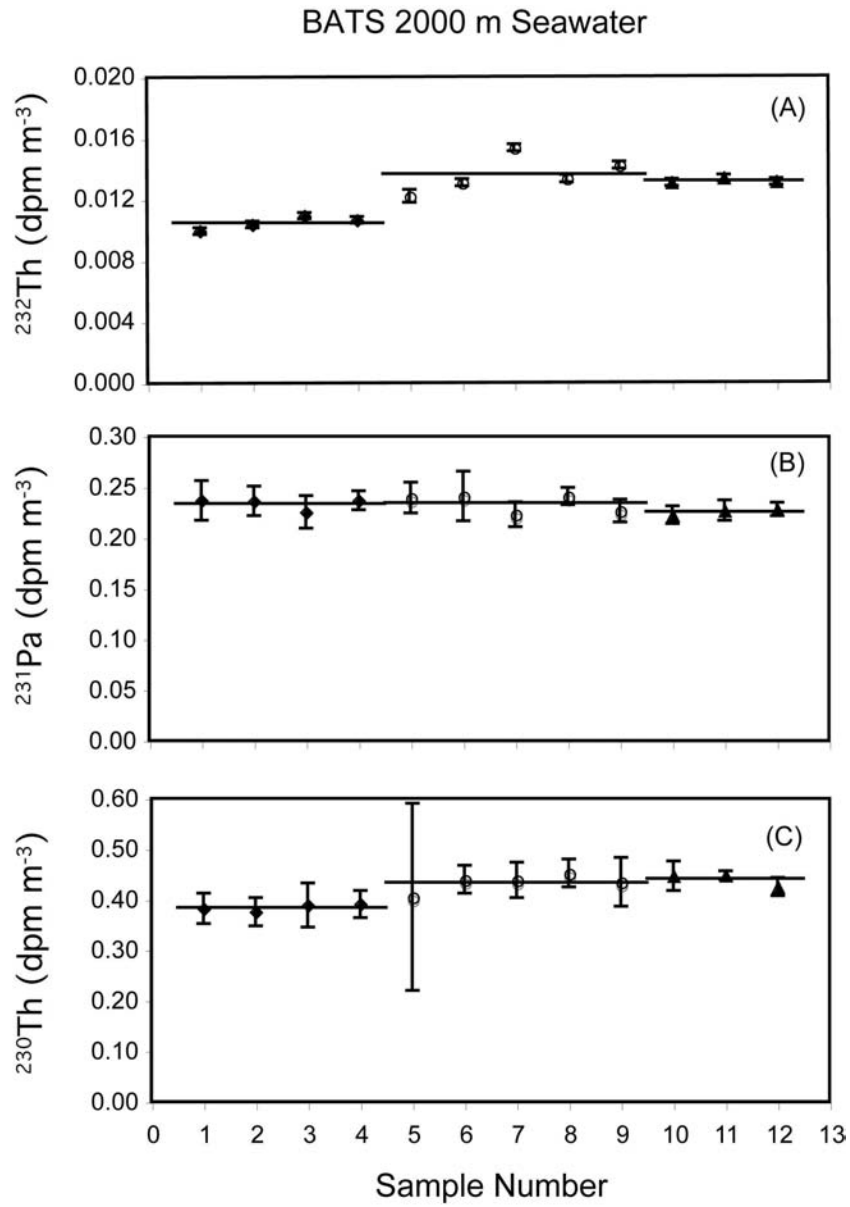 BATS 2000 m Seawater
(A)
²³²Th (dpm m⁻³)
0.020
0.016
0.012
0.008
0.004
0.000
(B)
²³¹Pa (dpm m⁻³)
0.30
0.25
0.20
0.15
0.10
0.05
0.00
(C)
²³⁰Th (dpm m⁻³)
0.60
0.50
0.40
0.30
0.20
0.10
0.00
0 1 2 3 4 5 6 7 8 9 10 11 12 13
Sample Number